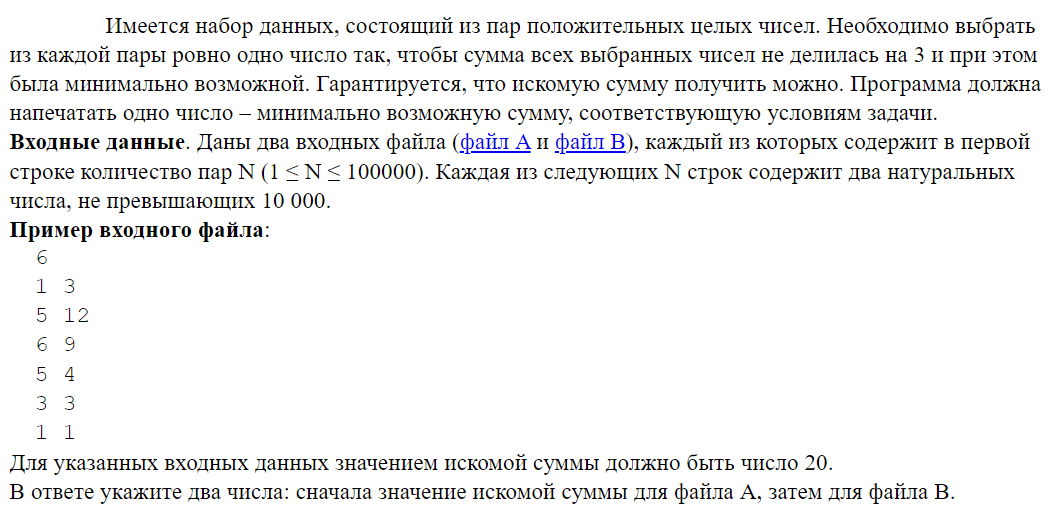 Имеется набор данных, состоящий из пар положительных целых чисел. Необходимо выбрать
из каждой пары ровно одно число так, чтобы сумма всех выбранных чисел не делилась на 3 и при этом
была минимально возможной. Гарантируется, что искомую сумму получить можно. Программа должна
напечатать одно число – минимально возможную сумму, соответствующую условиям задачи.
Входные данные. Даны два входных файла (файл A и файл B), каждый из которых содержит в первой
строке количество пар N (1 ≤ N ≤ 100000). Каждая из следующих N строк содержит два натуральных
числа, не превышающих 10 000.
Пример входного файла:
6
1 3
5 12
6 9
5 4
3 3
1 1
Для указанных входных данных значением искомой суммы должно быть число 20.
В ответе укажите два числа: сначала значение искомой суммы для файла A, затем для файла B.